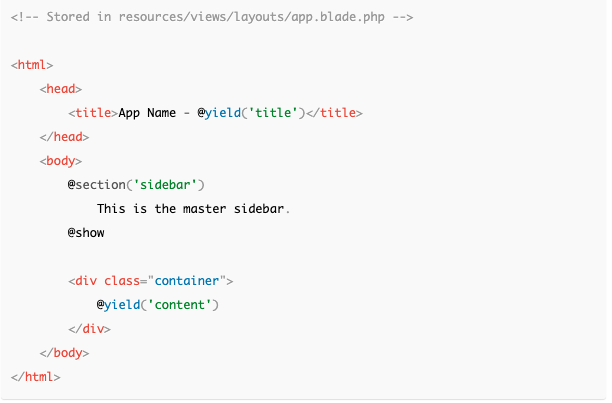 <!-- Stored in resources/views/layouts/app.blade.php -->
<html>
    <head>
        <title>App Name - @yield('title')</title>
    </head>
    <body>
        @section('sidebar')
            This is the master sidebar.
        @show
        <div class="container">
            @yield('content')
        </div>
    </body>
</html>